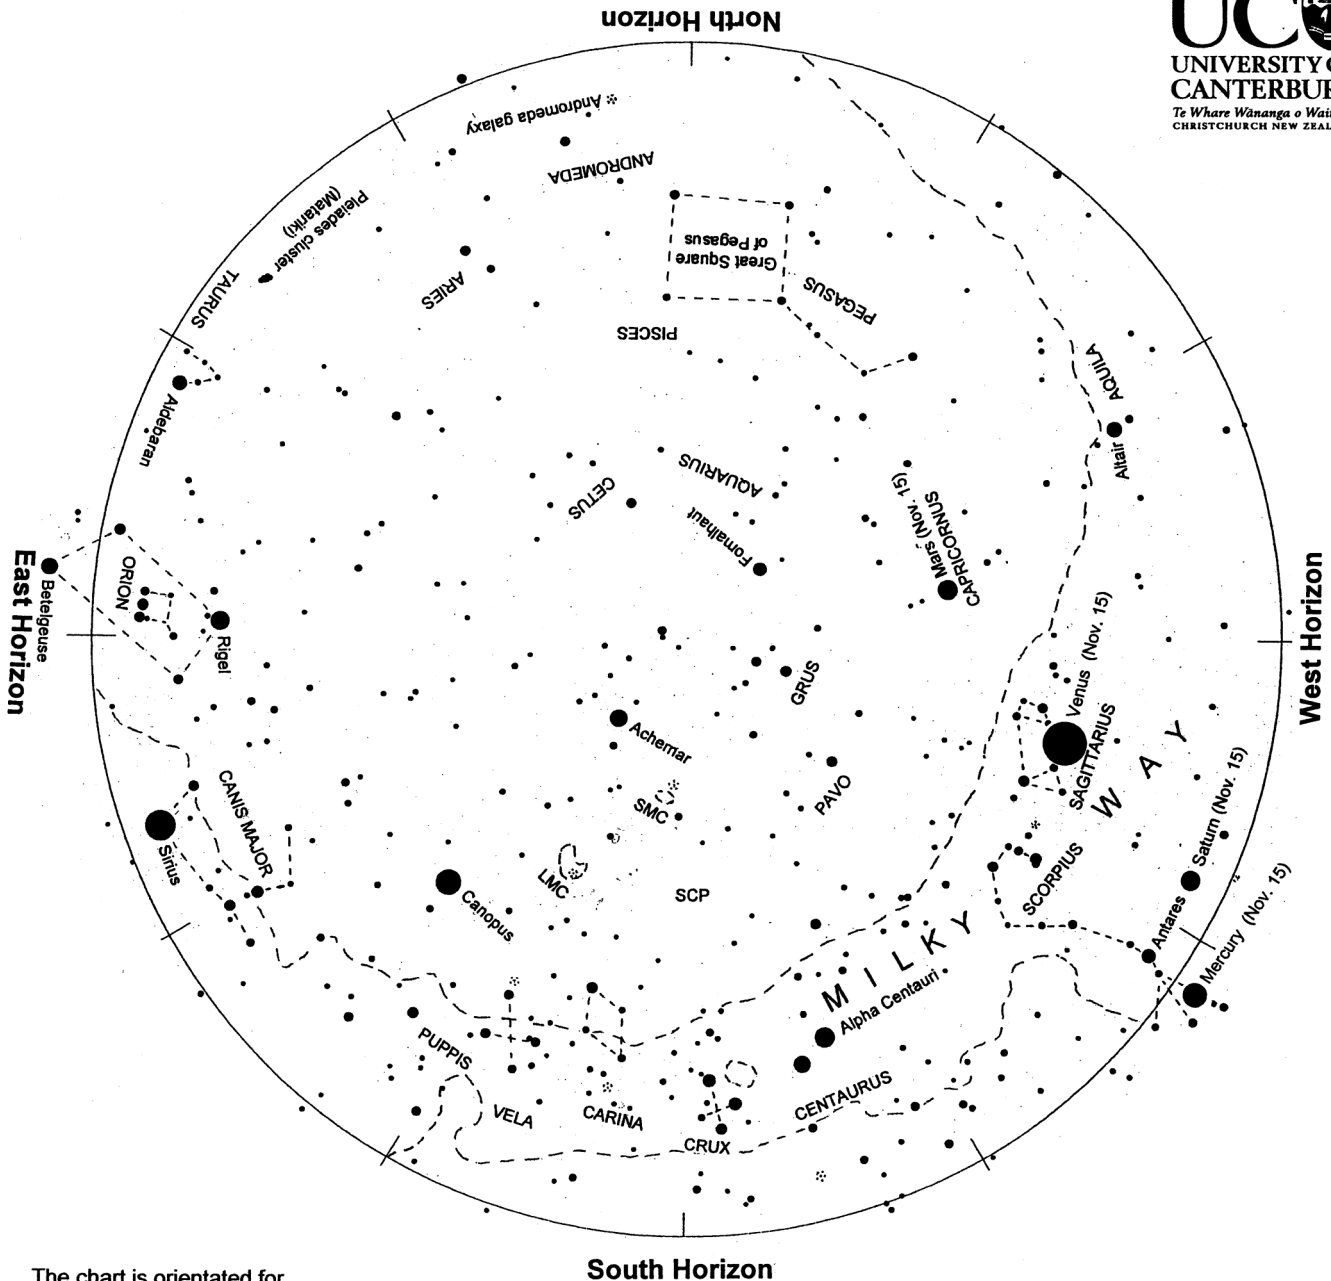 North Horizon
UC
UNIVERSITY
CANTERBUR
Te Whare Wānanga o Wai
CHRISTCHURCH NEW ZEAL
Andromeda galaxy
ANDROMEDA
Pleiades cluster
(Matariki)
TAURUS
ARIES
Great Square
of Pegasus
PEGASUS
PISCES
AQUILA
Altair
Aldebaran
CETUS
AQUARIUS
Fomalhaut
Mars (Nov. 15)
CAPRICORNUS
East Horizon
Betelgeuse
ORION
Rigel
West Horizon
Venus (Nov. 15)
SAGITTARIUS
GRUS
Achernar
PAVO
SMC
LMC
SCP
CANIS MAJOR
Sirius
Canopus
SCORPIUS
Saturn (Nov. 15)
Antares
Mercury (Nov. 15)
MILKY WAY
Alpha Centauri
CENTAURUS
PUPPIS
VELA
CARINA
CRUX
South Horizon
The chart is orientated for